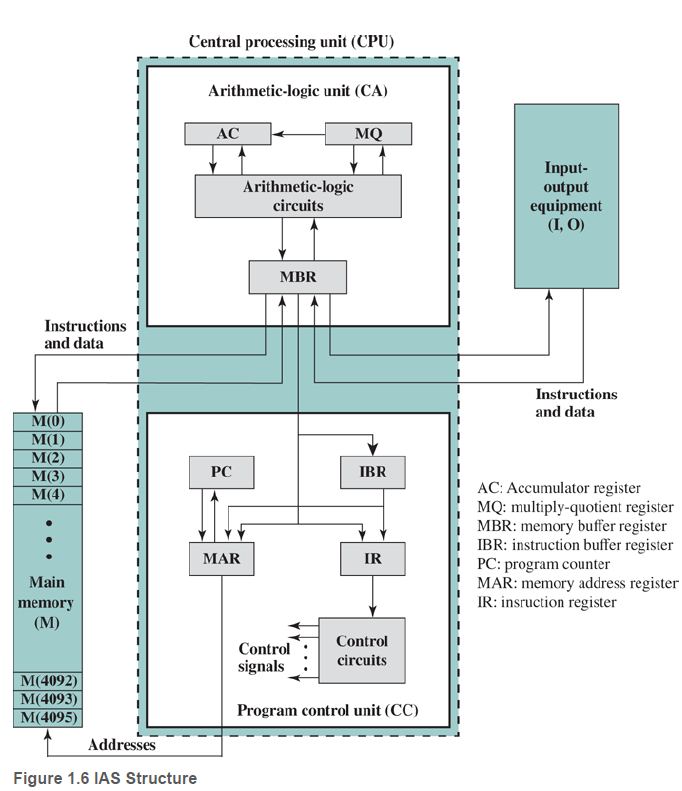 Central processing unit (CPU)
Arithmetic-logic unit (CA)
AC
MQ
Arithmetic-logic
circuits
MBR
Input-
output
equipment
(I, O)
Instructions
and data
Instructions
and data
M(0)
M(1)
M(2)
M(3)
M(4)
Main
memory
(M)
M(4092)
M(4093)
M(4095)
PC
IBR
MAR
IR
Control
signals
Control
circuits
Program control unit (CC)
Addresses
AC: Accumulator register
MQ: multiply-quotient register
MBR: memory buffer register
IBR: instruction buffer register
PC: program counter
MAR: memory address register
IR: insruction register
Figure 1.6 IAS Structure